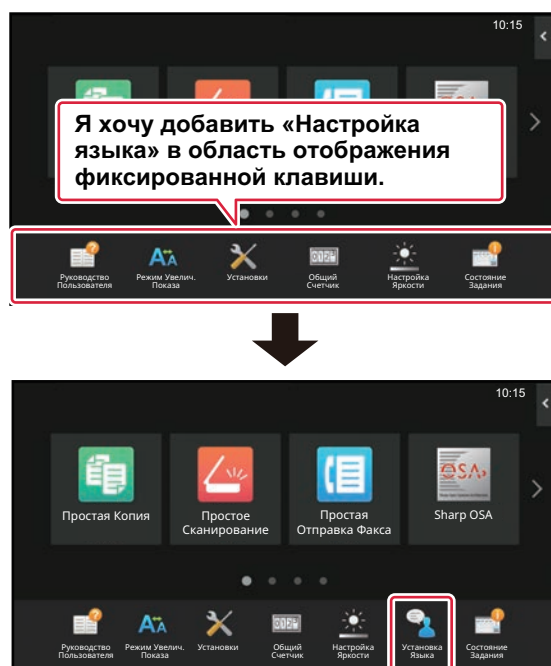 10:15
Я хочу добавить «Настройка
языка» в область отображения
фиксированной клавиши.
Руководство
Пользователя
Режим Увелич.
Показа
Установки
Общий
Счетчик
Настройка
Яркости
Состояние
Задания
10:15
Простая Копия
Простое
Сканирование
Простая
Отправка Факса
Sharp OSA
Руководство
Пользователя
Режим Увелич.
Показа
Установки
Общий
Счетчик
Настройка
Яркости
Установка
Языка
Состояние
Задания